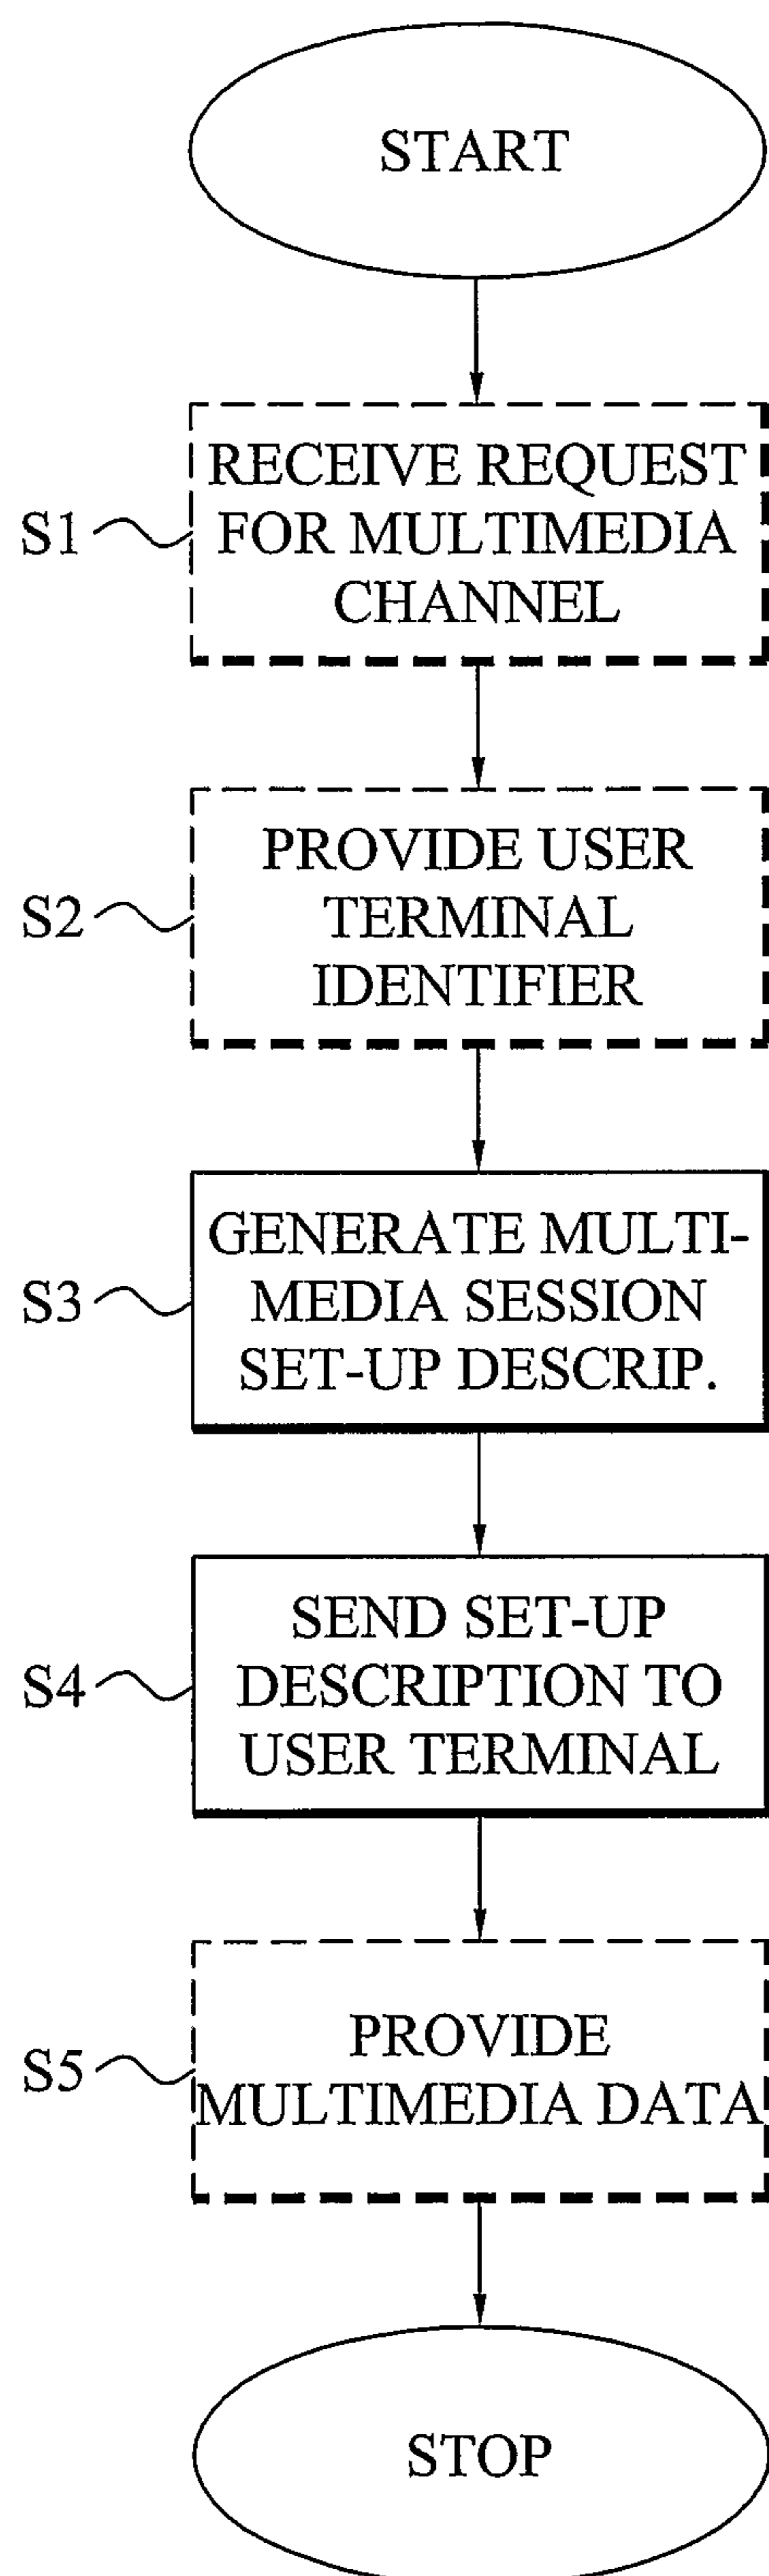 START
RECEIVE REQUEST
S1 FOR MULTIMEDIA
CHANNEL
PROVIDE USER
S2 TERMINAL
IDENTIFIER
GENERATE MULTI-
S3 MEDIA SESSION
SET-UP DESCRIP.
SEND SET-UP
S4 DESCRIPTION TO
USER TERMINAL
PROVIDE
S5 MULTIMEDIA DATA
STOP